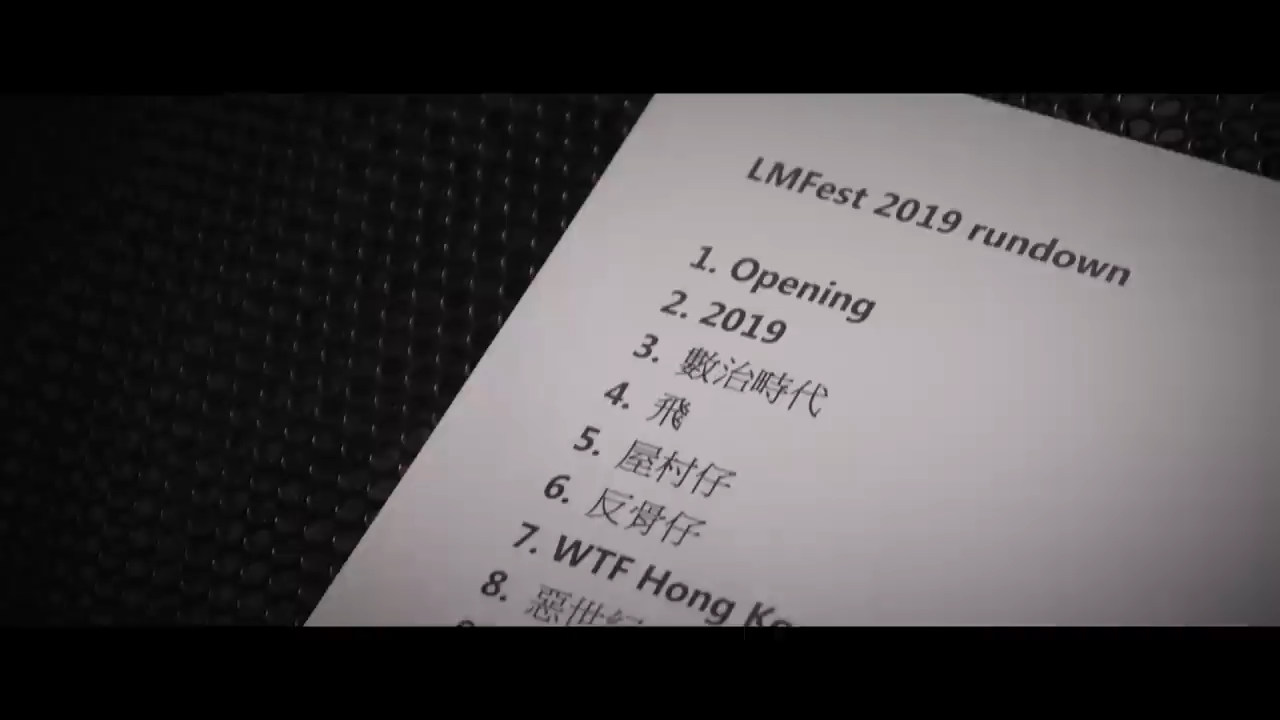 LMFest 2019 rundown
1. Opening
2. 2019
3. 數治時代
4. 飛
5. 屋村仔
6. 反骨仔
7. WTF Hong
8. 惡世紀